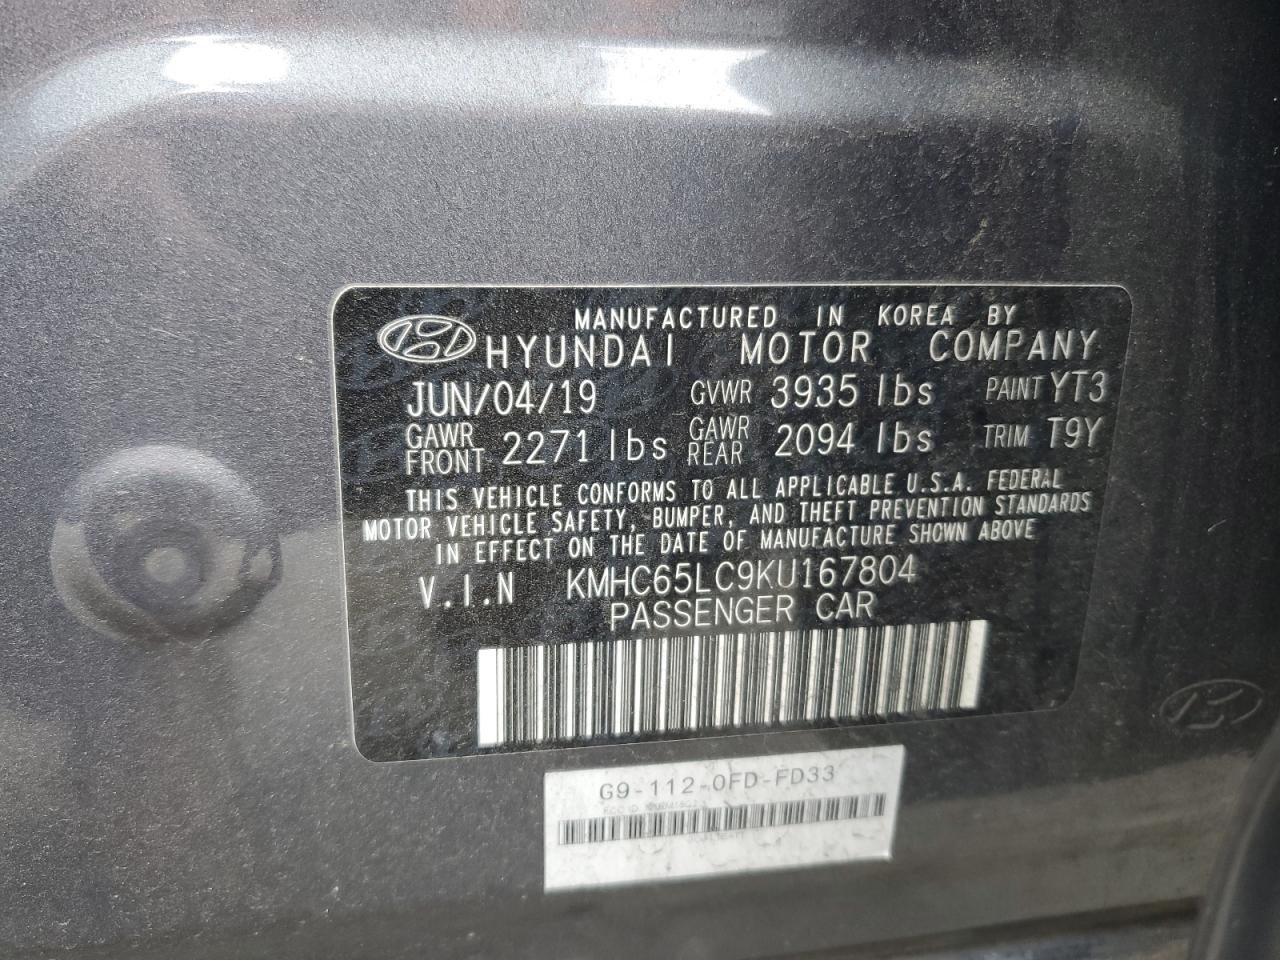 MANUFACTURED IN KOREA BY
HYUNDAI MOTOR COMPANY
JUN/04/19 GVWR 3935 lbs PAINT YT3
GAWR FRONT 2271 lbs GAWR REAR 2094 lbs TRIM T9Y
THIS VEHICLE CONFORMS TO ALL APPLICABLE U.S.A. FEDERAL
MOTOR VEHICLE SAFETY, BUMPER, AND THEFT PREVENTION STANDARDS
IN EFFECT ON THE DATE OF MANUFACTURE SHOWN ABOVE
V.I.N KMHC65LC9KU167804
PASSENGER CAR
G9-112-0FD-FD33